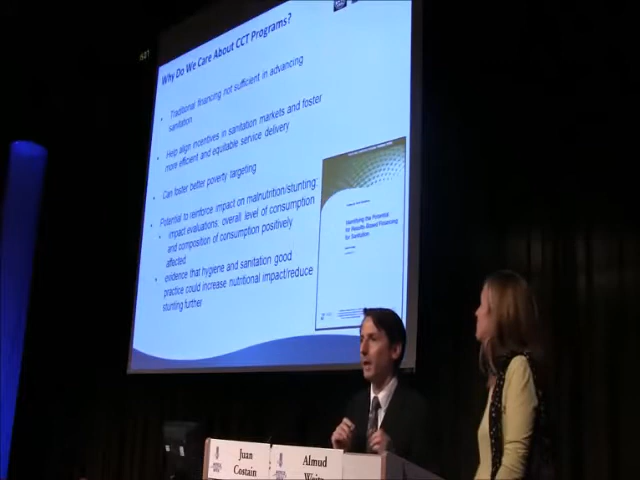 Why Do We Care About CCT Programs?
• Traditional financing not sufficient in advancing
sanitation
• Help align incentives in sanitation markets and foster
more efficient and equitable service delivery
• Can foster better poverty targeting
• Potential to reinforce impact on malnutrition/stunting:
• impact evaluations, overall level of consumption
and composition of consumption positively
affected
• evidence that hygiene and sanitation good
practice could increase nutritional impact/reduce
stunting further
Identifying the Potential
for Results-Based Financing
for Sanitation
Juan
Costain
Almud